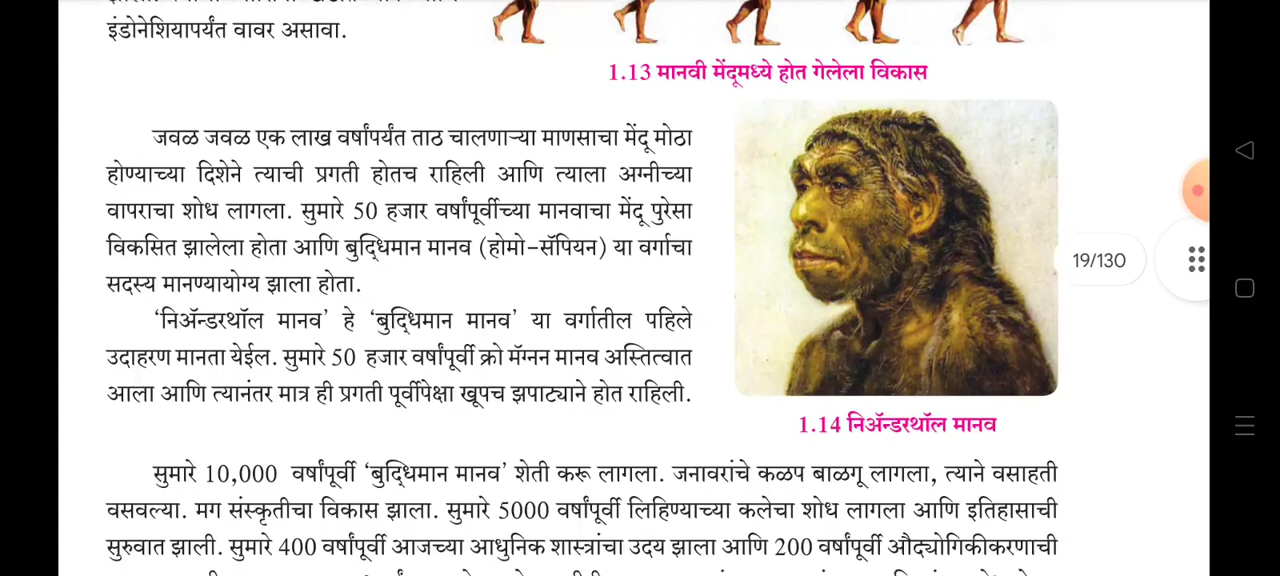 इंडोनेशियापर्यंत वावर असावा.
1.13 मानवी मेंदूमध्ये होत गेलेला विकास
जवळ जवळ एक लाख वर्षांपर्यंत ताठ चालणाऱ्या माणसाचा मेंदू मोठा
होण्याच्या दिशेने त्याची प्रगती होतच राहिली आणि त्याला अग्नीच्या
वापराचा शोध लागला. सुमारे 50 हजार वर्षांपूर्वीच्या मानवाचा मेंदू पुरेसा
विकसित झालेला होता आणि बुद्धिमान मानव (होमो-सॅपियन) या वर्गाचा
सदस्य मानण्यायोग्य झाला होता.
‘निॲन्डरथॉल मानव’ हे ‘बुद्धिमान मानव’ या वर्गातील पहिले
उदाहरण मानता येईल. सुमारे 50 हजार वर्षांपूर्वी क्रो मॅग्नन मानव अस्तित्वात
आला आणि त्यानंतर मात्र ही प्रगती पूर्वीपेक्षा खूपच झपाट्याने होत राहिली.
19/130
1.14 निॲन्डरथॉल मानव
सुमारे 10,000 वर्षांपूर्वी ‘बुद्धिमान मानव’ शेती करू लागला. जनावरांचे कळप बाळगू लागला, त्याने वसाहती
वसवल्या. मग संस्कृतीचा विकास झाला. सुमारे 5000 वर्षांपूर्वी लिहिण्याच्या कलेचा शोध लागला आणि इतिहासाची
सुरुवात झाली. सुमारे 400 वर्षांपूर्वी आजच्या आधुनिक शास्त्रांचा उदय झाला आणि 200 वर्षांपूर्वी औद्योगिकीकरणाची